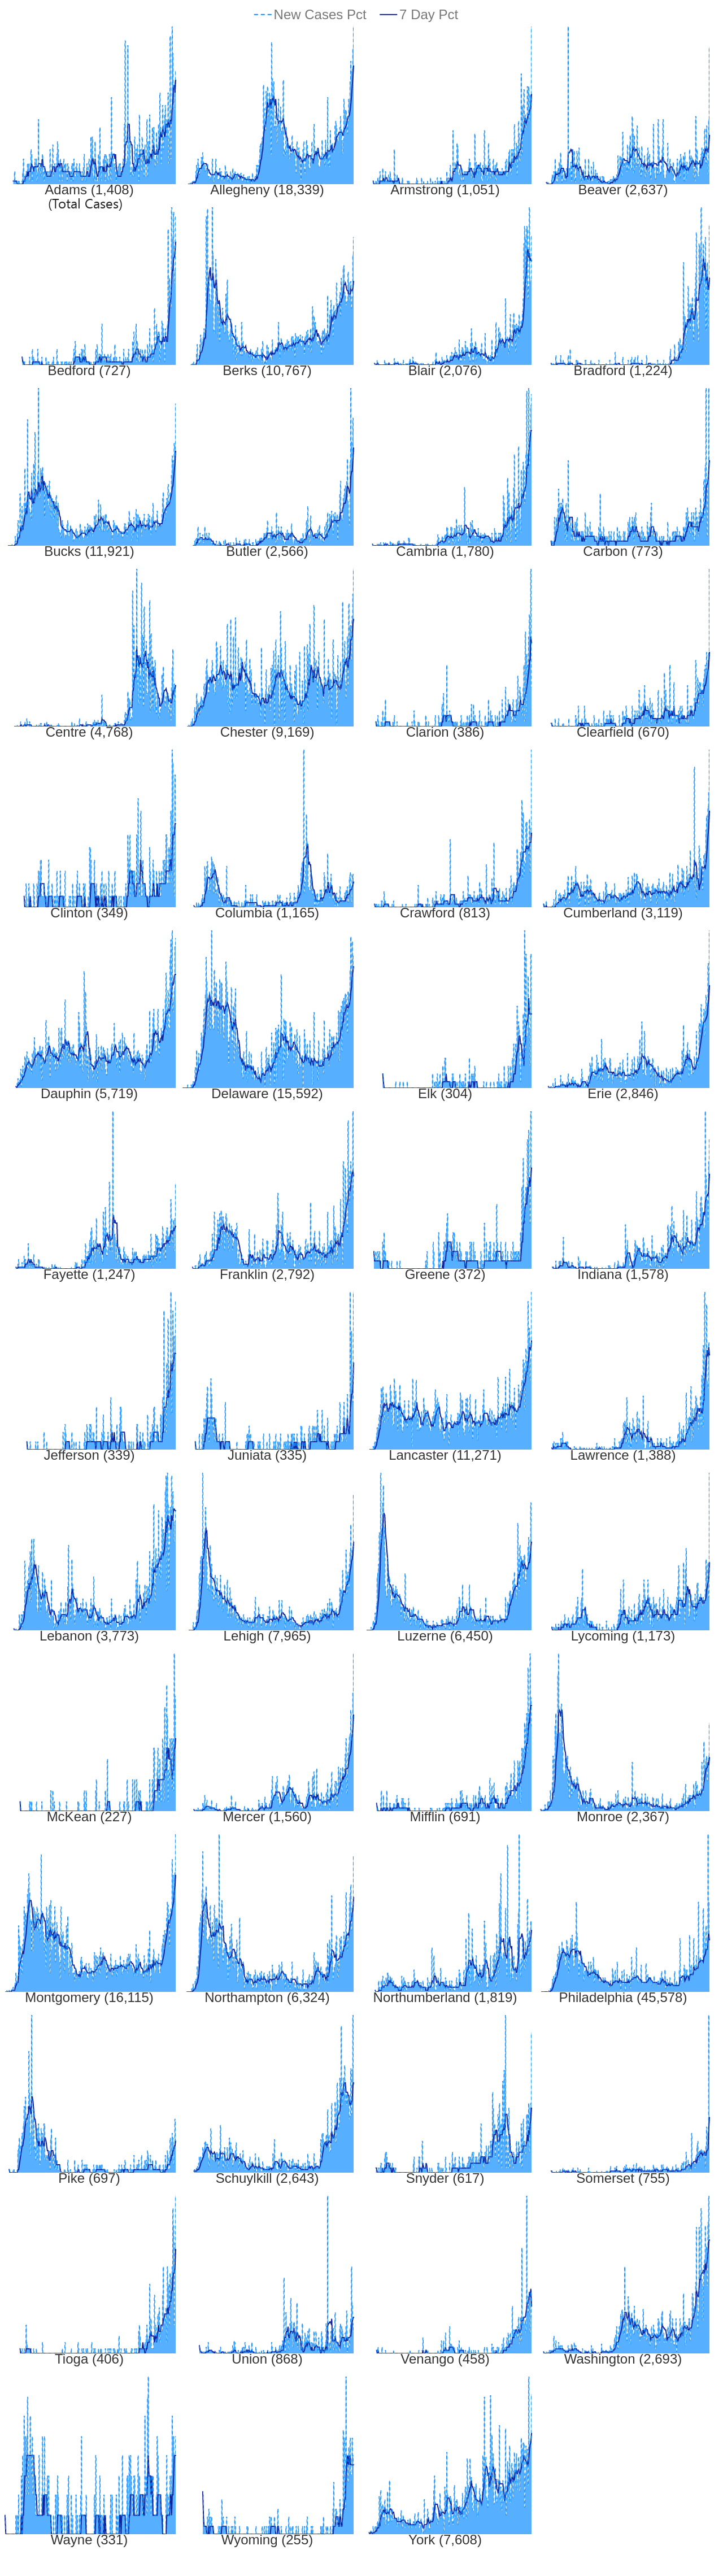 New Cases Pct 7 Day Pct
Adams (1,408) Allegheny (18,339) Armstrong (1,051) Beaver (2,637)
(Total Cases)
Bedford (727) Berks (10,767) Blair (2,076) Bradford (1,224)
Bucks (11,921) Butler (2,566) Cambria (1,780) Carbon (773)
Centre (4,768) Chester (9,169) Clarion (386) Clearfield (670)
Clinton (349) Columbia (1,165) Crawford (813) Cumberland (3,119)
Dauphin (5,719) Delaware (15,592) Elk (304) Erie (2,846)
Fayette (1,247) Franklin (2,792) Greene (372) Indiana (1,578)
Jefferson (339) Juniata (335) Lancaster (11,271) Lawrence (1,388)
Lebanon (3,773) Lehigh (7,965) Luzerne (6,450) Lycoming (1,173)
McKean (227) Mercer (1,560) Mifflin (691) Monroe (2,367)
Montgomery (16,115) Northampton (6,324) Northumberland (1,819) Philadelphia (45,578)
Pike (697) Schuylkill (2,643) Snyder (617) Somerset (755)
Tioga (406) Union (868) Venango (458) Washington (2,693)
Wayne (331) Wyoming (255) York (7,608)